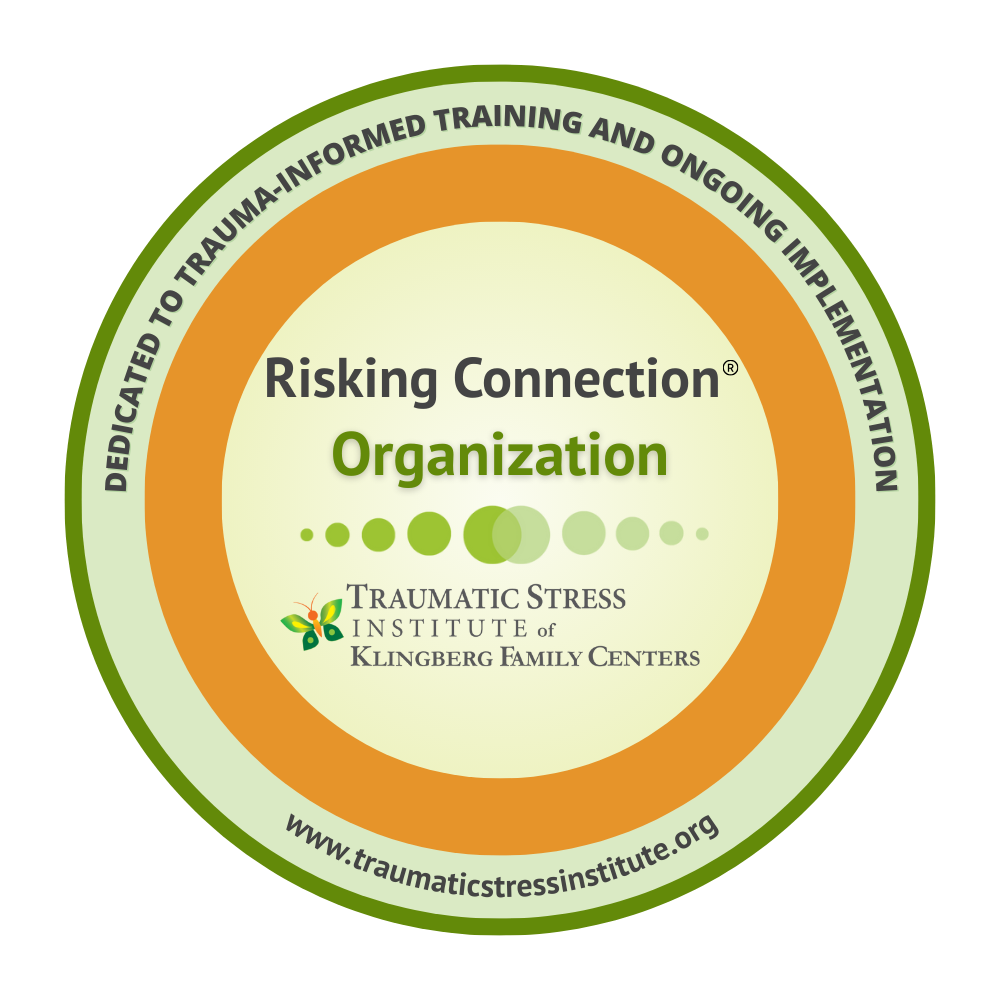 DEDICATED TO TRAUMA-INFORMED TRAINING AND ONGOING IMPLEMENTATION
Risking Connection®
Organization
TRAUMATIC STRESS
INSTITUTE of
KLINGBERG FAMILY CENTERS
www.traumaticstressinstitute.org